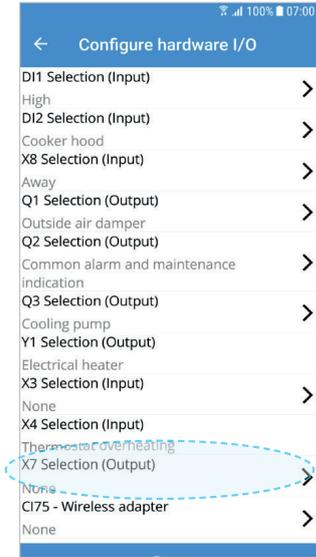 100% 07:00
Configure hardware I/O
DI1 Selection (Input)
High
DI2 Selection (Input)
Cooker hood
X8 Selection (Input)
Away
Q1 Selection (Output)
Outside air damper
Q2 Selection (Output)
Common alarm and maintenance
indication
Q3 Selection (Output)
Cooling pump
Y1 Selection (Output)
Electrical heater
X3 Selection (Input)
None
X4 Selection (Input)
Thermostat overheating
X7 Selection (Output)
None
CI75 - Wireless adapter
None